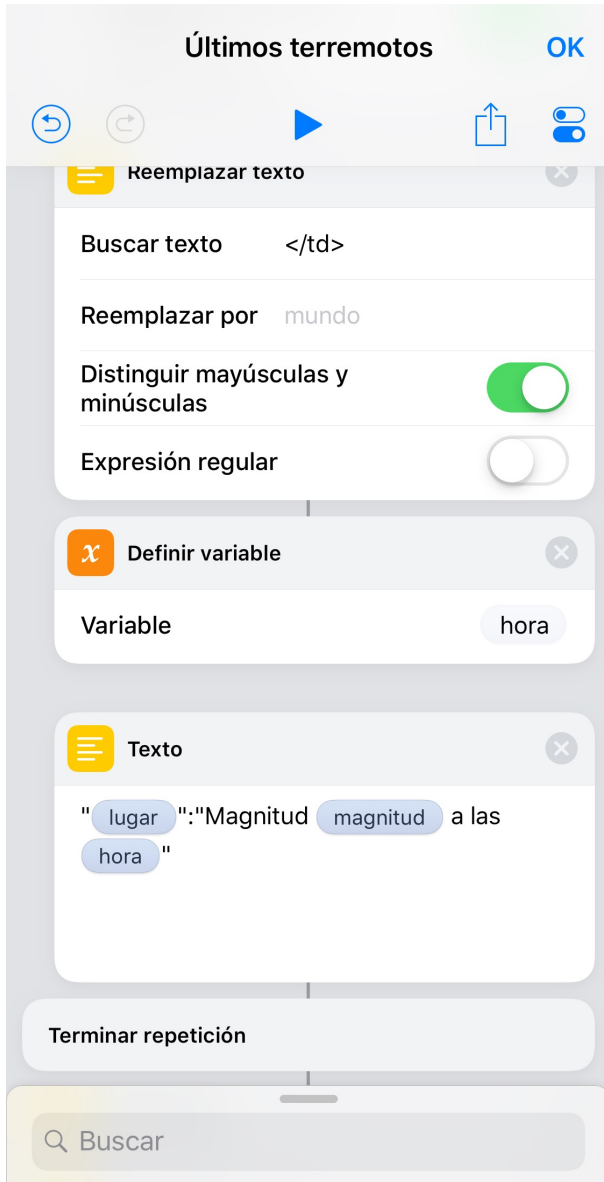 Últimos terremotos
OK
Reemplazar texto
Buscar texto </td>
Reemplazar por mundo
Distinguir mayúsculas y
minúsculas
Expresión regular
x Definir variable
Variable hora
Texto
" lugar ":"Magnitud magnitud a las
hora "
Terminar repetición
Buscar